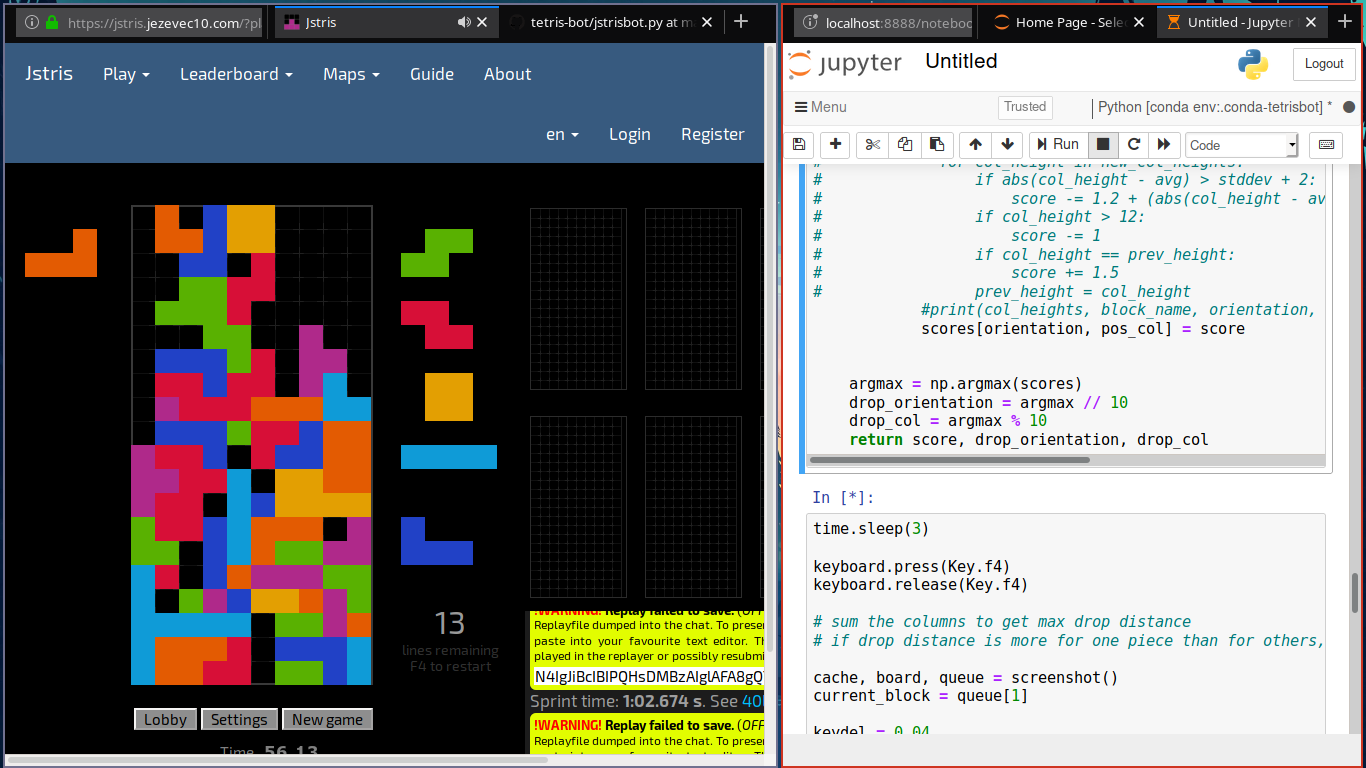 https://jstris.jezevec10.com/?pl
Jstris
tetris-bot/jstrisbot.py at ma
Jstris
Play
Leaderboard
Maps
Guide
About
en
Login
Register
13
lines remaining
F4 to restart
Lobby
Settings
New game
Time 56.13
!WARNING! Replay failed to save. (OFF
Replayfile dumped into the chat. To presen
paste into your favourite text editor. Th
played in the replayer or possibly resubmi
N4IgJiBcIBIPQHsDMBzAIglAFA8gQ
Sprint time: 1:02.674 s. See 40
!WARNING! Replay failed to save. (OFF
Replayfile dumped into the chat. To presen
localhost:8888/noteboo
Home Page - Selec
Untitled - Jupyter
jupyter
Untitled
Logout
Menu
Trusted
Python [conda env:.conda-tetrisbot] *
Run
Code
# for col_height in new_col_heights:
# if abs(col_height - avg) > stddev + 2:
# score -= 1.2 + (abs(col_height - av
# if col_height > 12:
# score -= 1
# if col_height == prev_height:
# score += 1.5
# prev_height = col_height
#print(col_heights, block_name, orientation,
scores[orientation, pos_col] = score
argmax = np.argmax(scores)
drop_orientation = argmax // 10
drop_col = argmax % 10
return score, drop_orientation, drop_col
In [*]:
time.sleep(3)
keyboard.press(Key.f4)
keyboard.release(Key.f4)
# sum the columns to get max drop distance
# if drop distance is more for one piece than for others,
cache, board, queue = screenshot()
current_block = queue[1]
keydel = 0.04